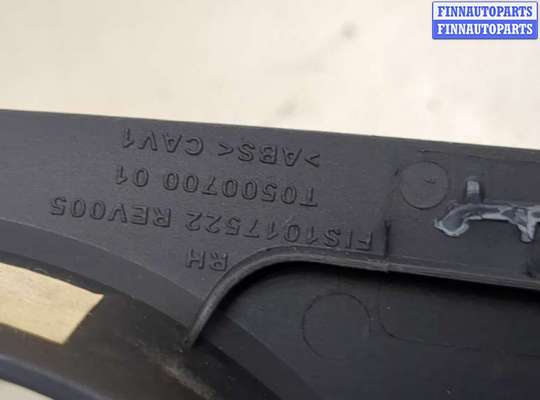 FINNAUTOPARTS
FINNAUTOPARTS
RH
FIS1017522 REV005
T0500700 01
>ABS< CAV1